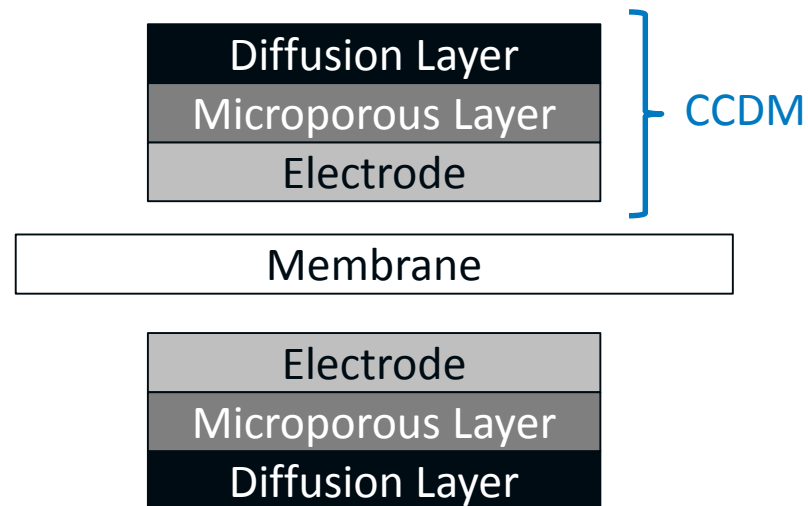 Diffusion Layer
Microporous Layer
CCDM
Electrode
Membrane
Electrode
Microporous Layer
Diffusion Layer